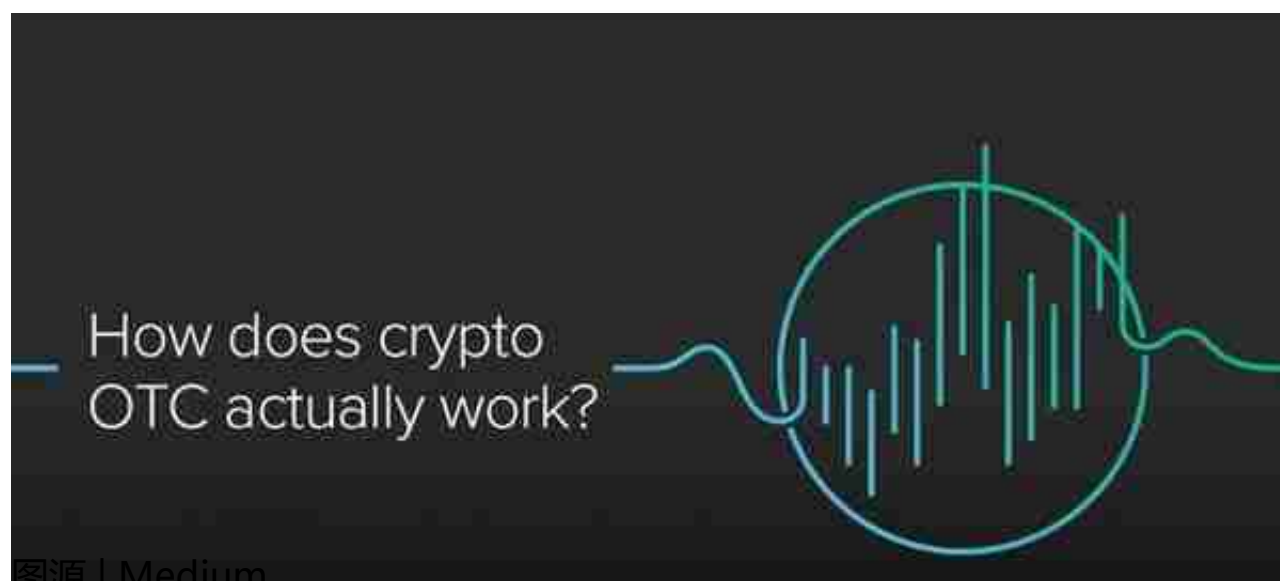 How does crypto
OTC actually work?
图源 | Medium